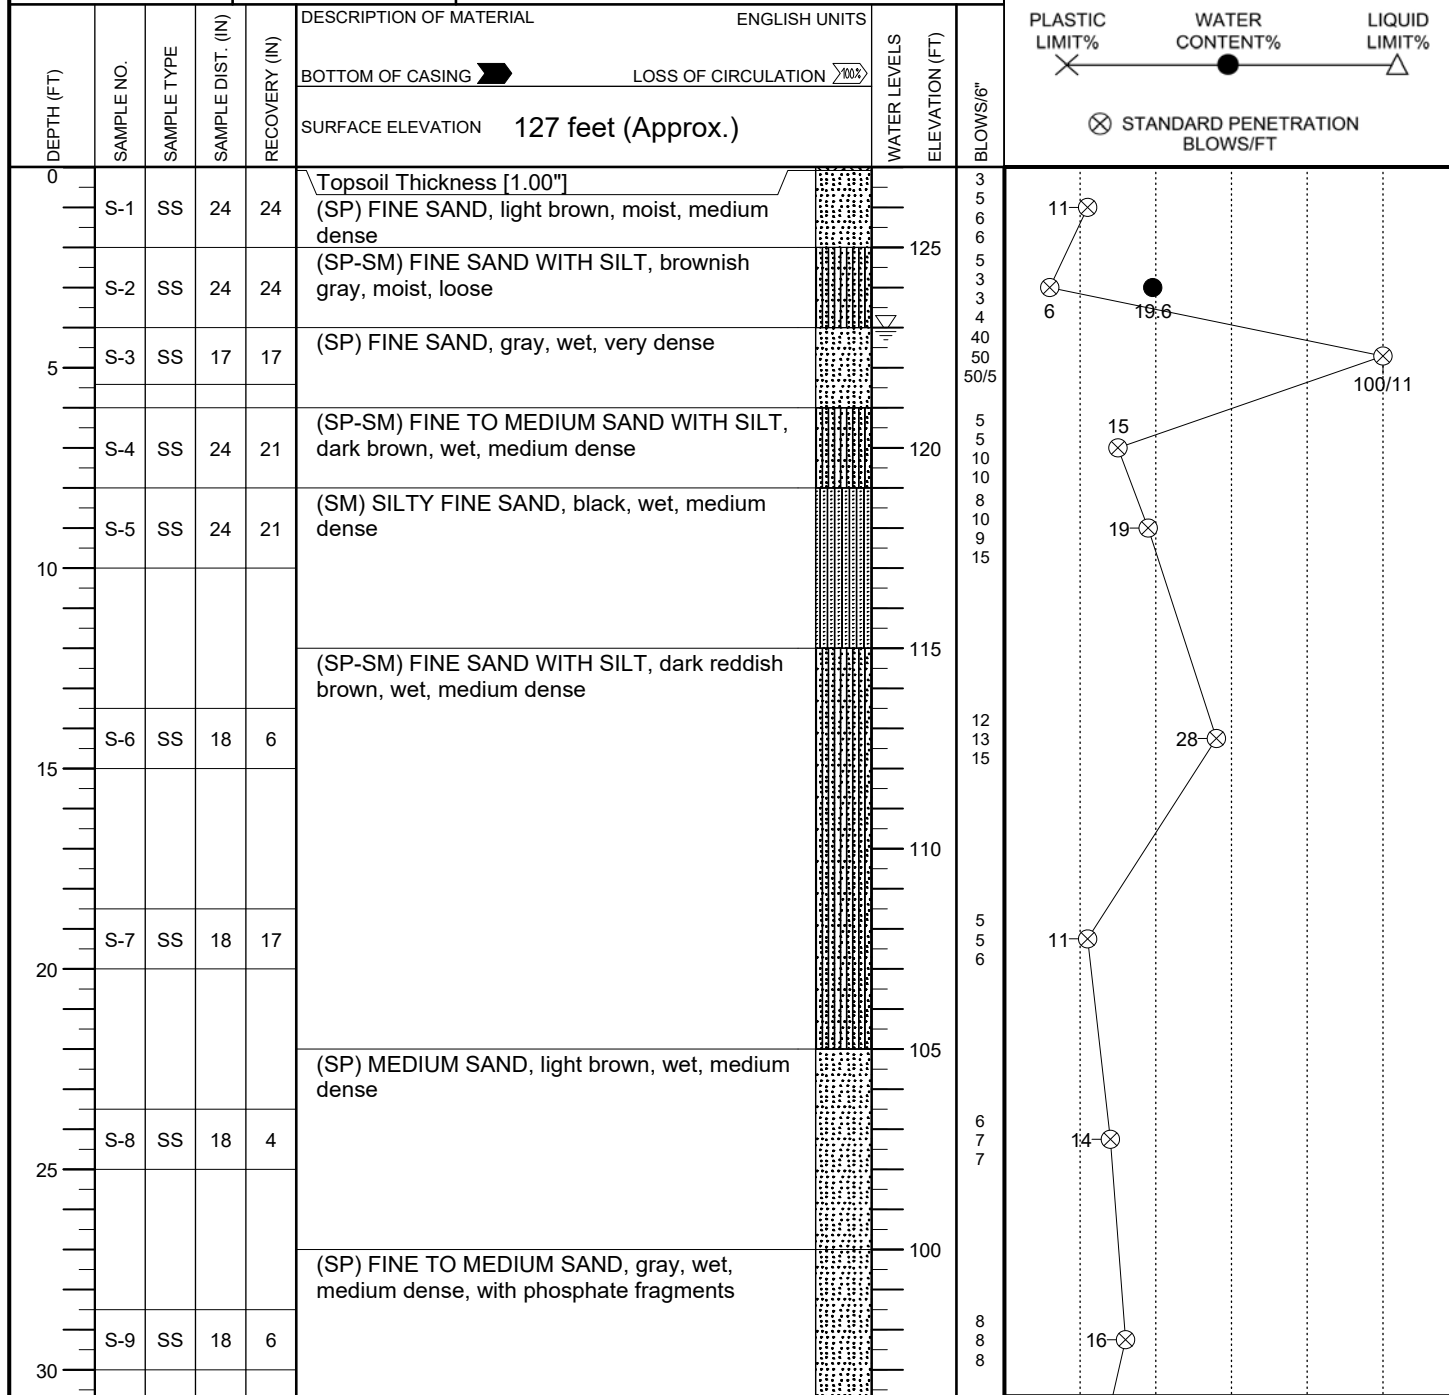 DESCRIPTION OF MATERIAL ENGLISH UNITS
BOTTOM OF CASING LOSS OF CIRCULATION 100%
SURFACE ELEVATION 127 feet (Approx.)
DEPTH (FT)
SAMPLE NO.
SAMPLE TYPE
SAMPLE DIST. (IN)
RECOVERY (IN)
WATER LEVELS
ELEVATION (FT)
BLOWS/6"
PLASTIC LIMIT%
WATER CONTENT%
LIQUID LIMIT%
STANDARD PENETRATION
BLOWS/FT
0
Topsoil Thickness [1.00"]
S-1 SS 24 24
(SP) FINE SAND, light brown, moist, medium
dense
3
5
6
6
11
125
S-2 SS 24 24
(SP-SM) FINE SAND WITH SILT, brownish
gray, moist, loose
5
3
3
4
6
19.6
S-3 SS 17 17
(SP) FINE SAND, gray, wet, very dense
40
50
50/5
100/11
5
S-4 SS 24 21
(SP-SM) FINE TO MEDIUM SAND WITH SILT,
dark brown, wet, medium dense
120
5
5
10
10
15
S-5 SS 24 21
(SM) SILTY FINE SAND, black, wet, medium
dense
8
10
9
15
19
10
115
(SP-SM) FINE SAND WITH SILT, dark reddish
brown, wet, medium dense
S-6 SS 18 6
12
13
15
28
15
110
S-7 SS 18 17
5
5
6
11
20
105
(SP) MEDIUM SAND, light brown, wet, medium
dense
S-8 SS 18 4
6
7
7
14
25
100
(SP) FINE TO MEDIUM SAND, gray, wet,
medium dense, with phosphate fragments
S-9 SS 18 6
8
8
8
16
30